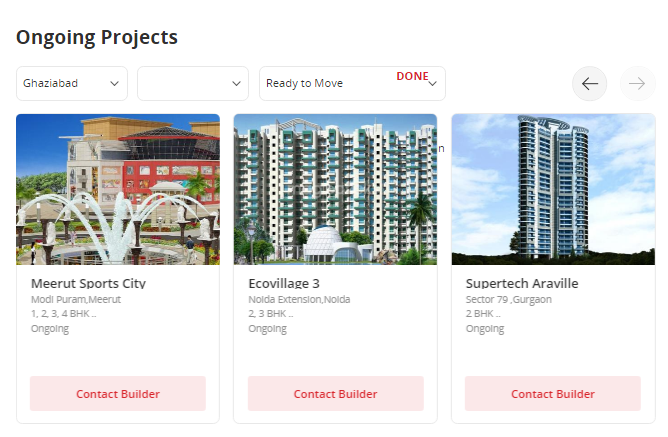 Ongoing Projects
Ghaziabad
Ready to Move
DONE
n
Meerut Sports City
Modi Puram,Meerut
1, 2, 3, 4 BHK ..
Ongoing
Contact Builder
Ecovillage 3
Noida Extension,Noida
2, 3 BHK ..
Ongoing
Contact Builder
Supertech Araville
Sector 79 ,Gurgaon
2 BHK ..
Ongoing
Contact Builder